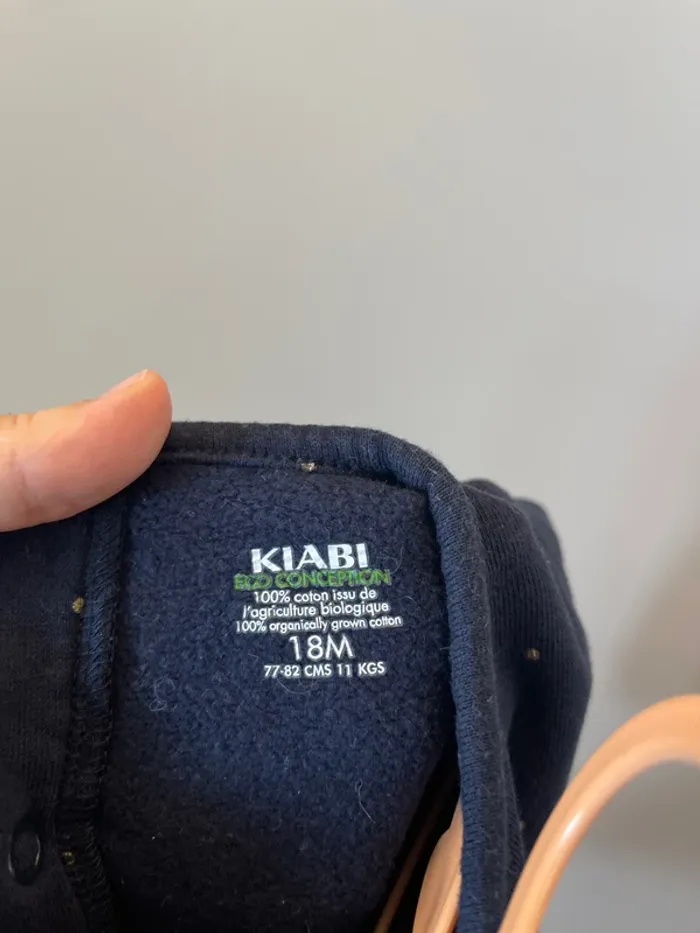 KIABI
ECO CONCEPTION
100% coton issu de
l'agriculture biologique
100% organically grown cotton
18M
77-82 CMS 11 KGS